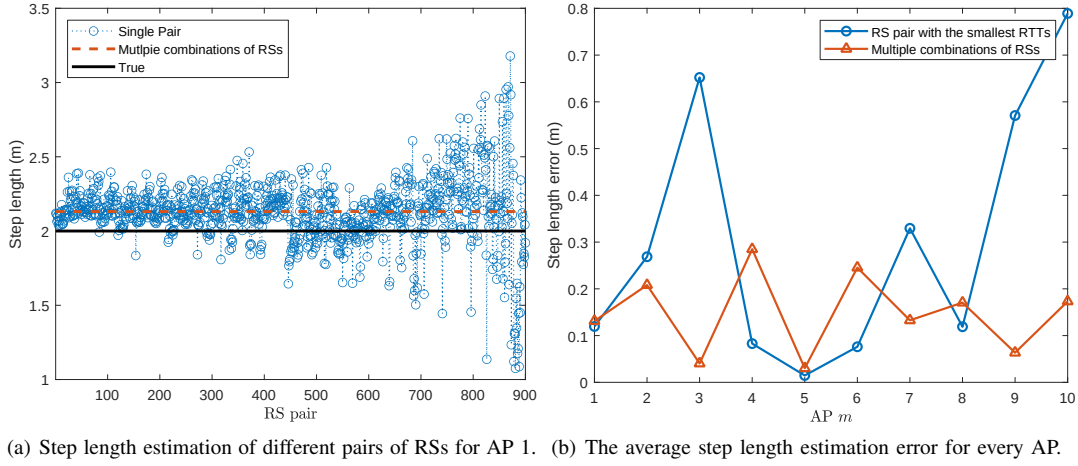 3.5
3
2.5
2
1.5
1
Step length (m)
Single Pair
Mutlpie combinations of RSs
True
100 200 300 400 500 600 700 800 900
RS pair
(a) Step length estimation of different pairs of RSs for AP 1.
0.8
0.7
0.6
0.5
0.4
0.3
0.2
0.1
0
Step length error (m)
RS pair with the smallest RTTs
Multiple combinations of RSs
1 2 3 4 5 6 7 8 9 10
AP m
(b) The average step length estimation error for every AP.